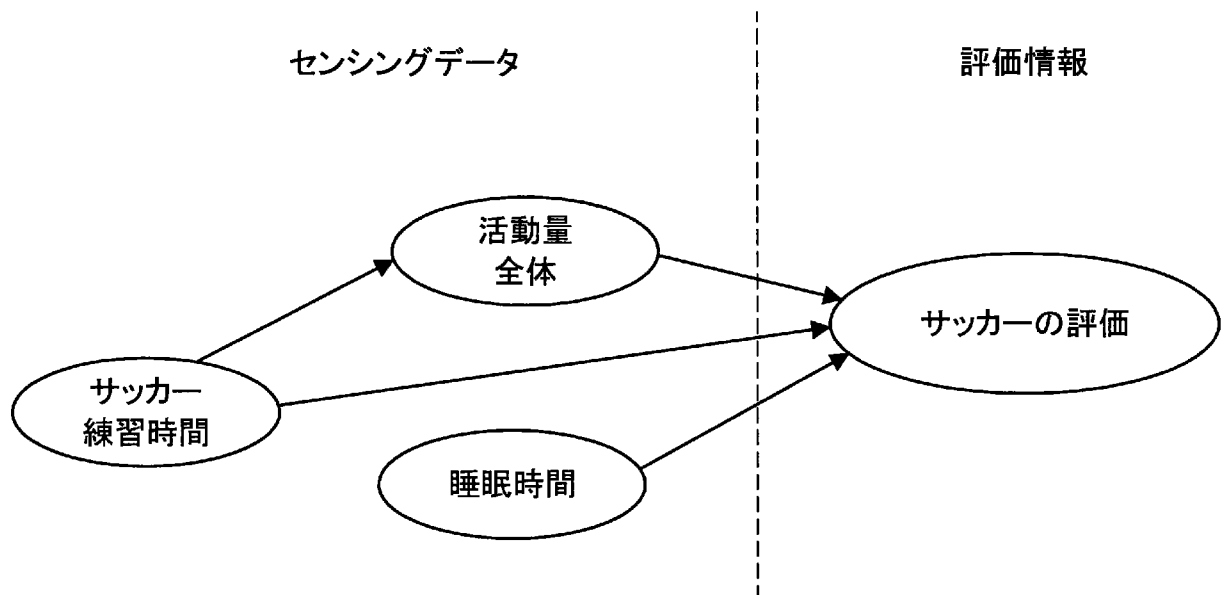 センシングデータ
評価情報
活動量
全体
サッカーの評価
サッカー
練習時間
睡眠時間